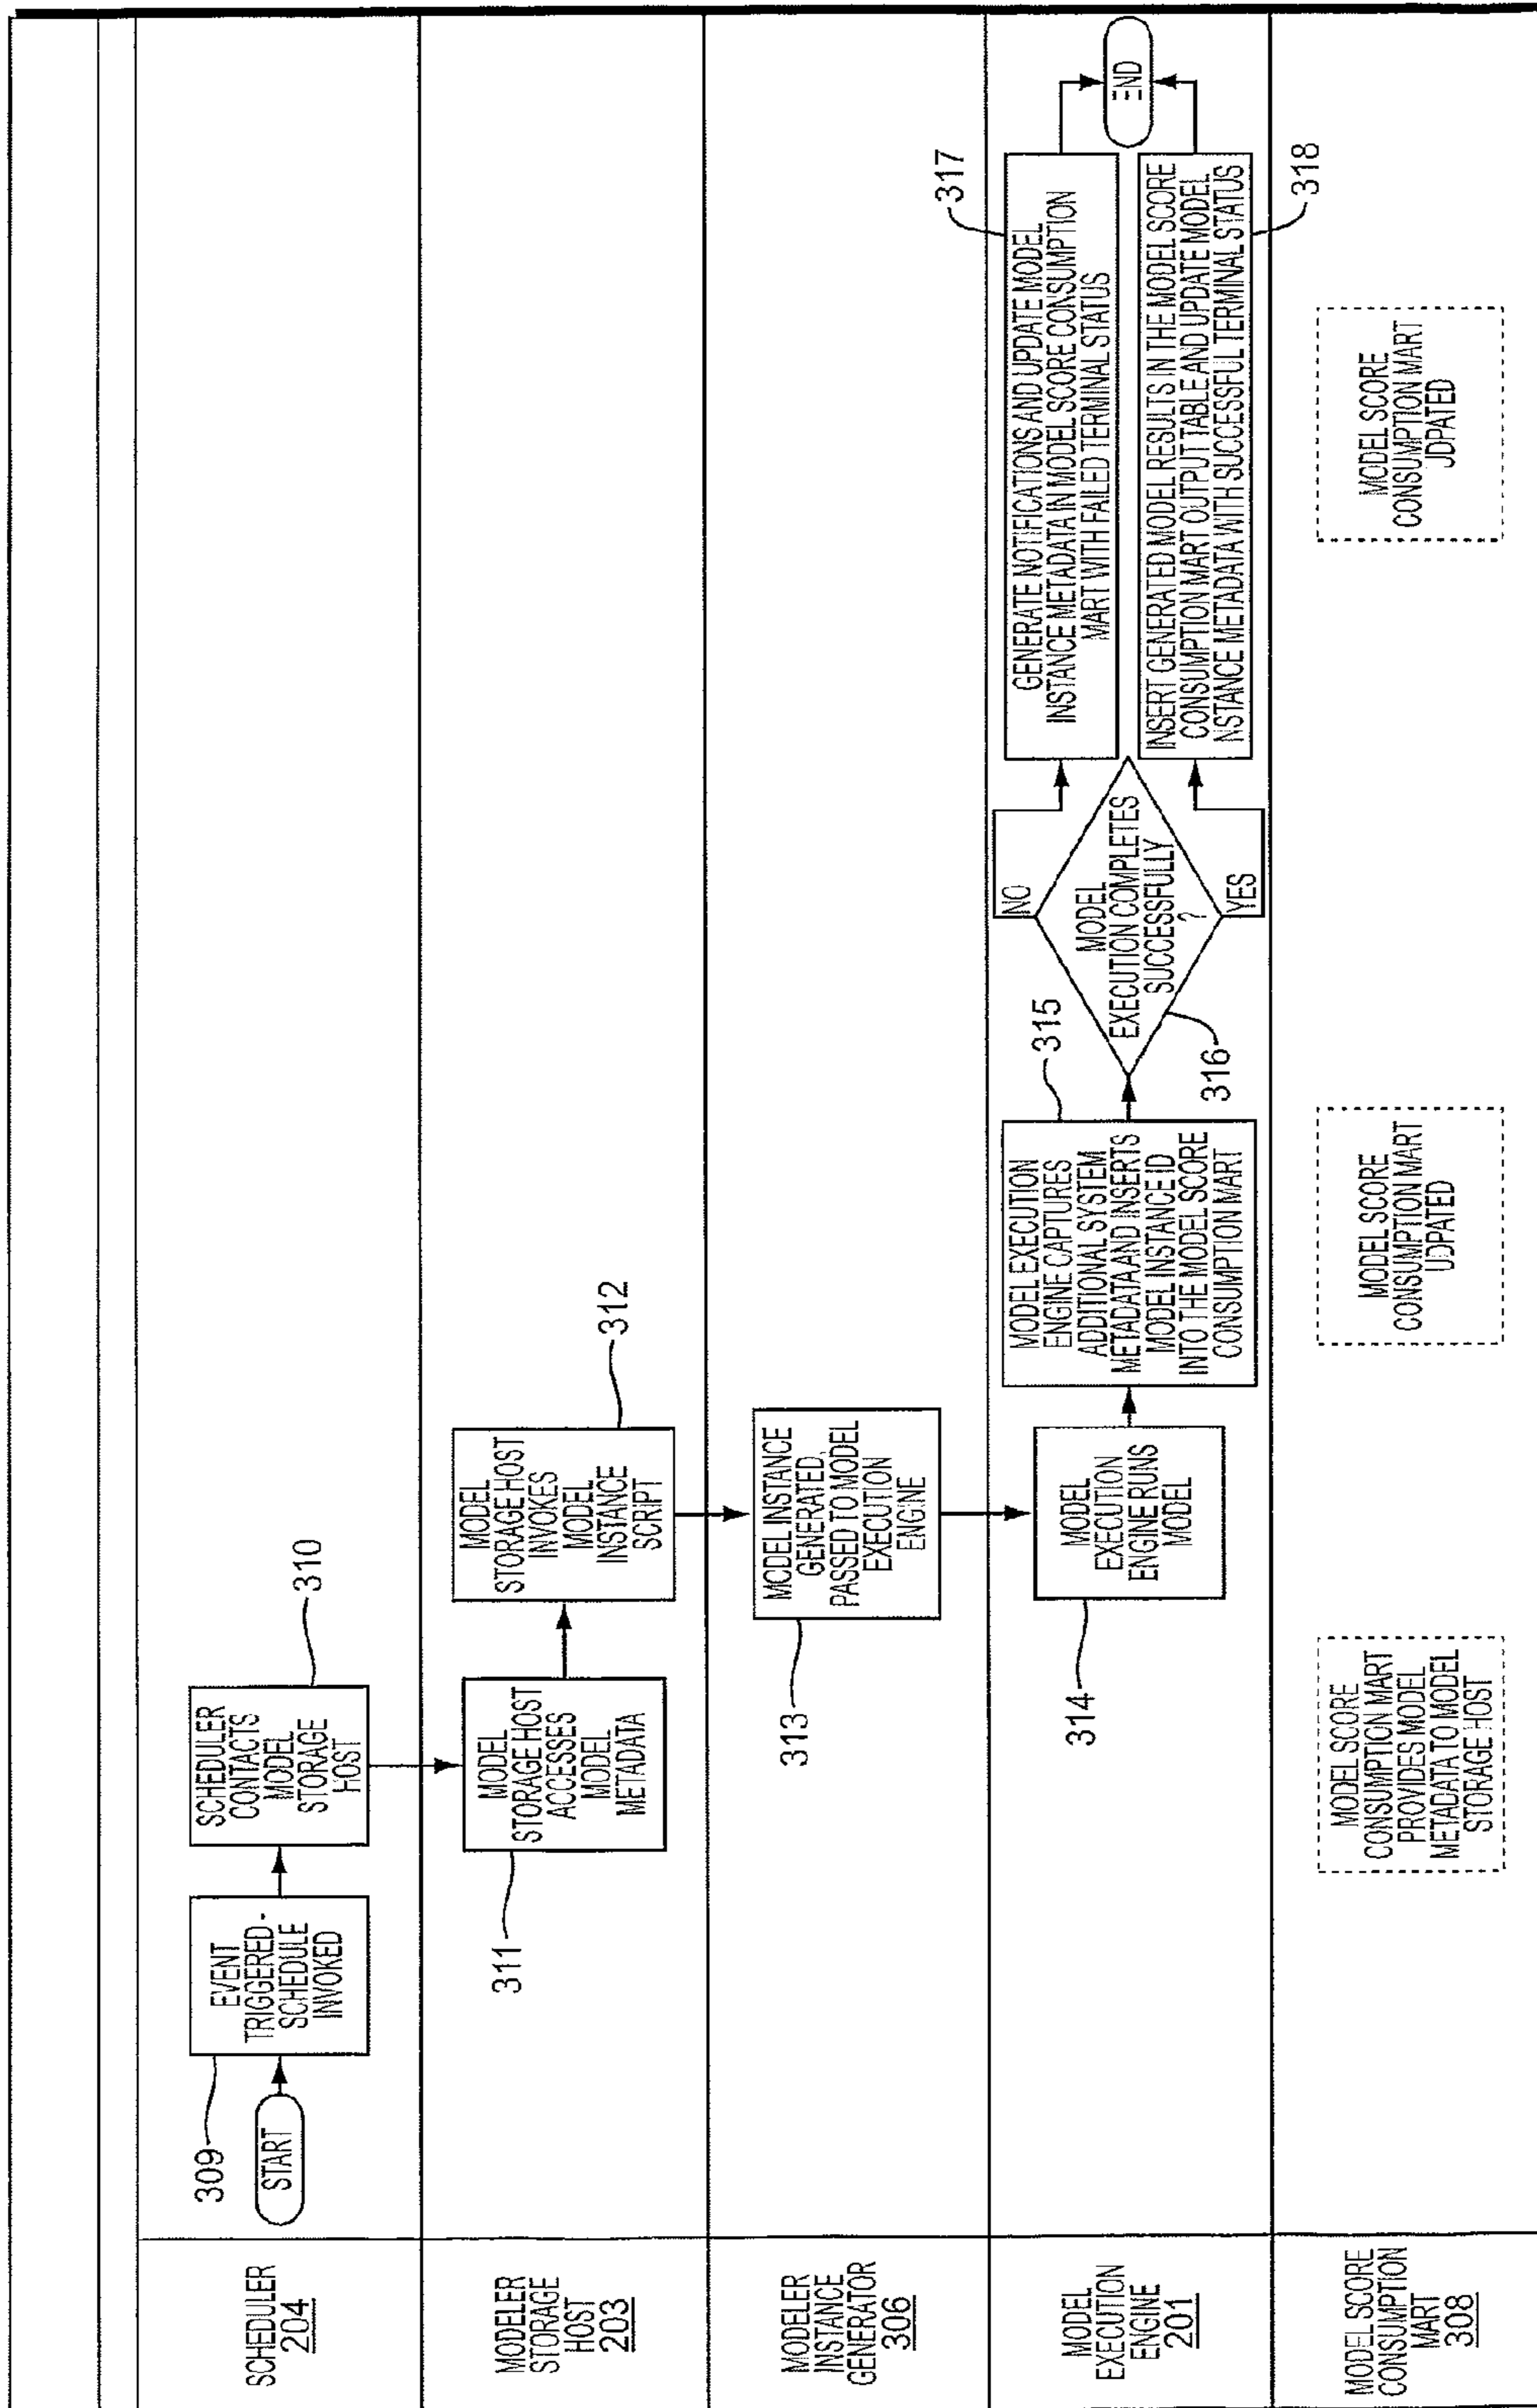 SCHEDULER
204
START
309
EVENT
TRIGGERED -
SCHEDULE
INVOKED
SCHEDULER
CONTACTS
MODEL
STORAGE
HOST
310
MODELER
STORAGE
HOST
203
311
MODEL
STORAGE HOST
ACCESSES
MODEL
METADATA
MODEL
STORAGE HOST
INVOKES
MODEL
INSTANCE
SCRIPT
312
MODELER
INSTANCE
GENERATOR
306
313
MODEL INSTANCE
GENERATED,
PASSED TO MODEL
EXECUTION
ENGINE
MODEL
EXECUTION
ENGINE
201
314
MODEL
EXECUTION
ENGINE RUNS
MODEL
MODEL EXECUTION
ENGINE CAPTURES
ADDITIONAL SYSTEM
METADATA AND INSERTS
MODEL INSTANCE ID
INTO THE MODEL SCORE
CONSUMPTION MART
315
316
MODEL
EXECUTION COMPLETES
SUCCESSFULLY
?
NO
YES
GENERATE NOTIFICATIONS AND UPDATE MODEL
INSTANCE METADATA IN MODEL SCORE CONSUMPTION
MART WITH FAILED TERMINAL STATUS
317
INSERT GENERATED MODEL RESULTS IN THE MODEL SCORE
CONSUMPTION MART OUTPUT TABLE AND UPDATE MODEL
NSTANCE METADATA WITH SUCCESSFUL TERMINAL STATUS
318
END
MODEL SCORE
CONSUMPTION
MART
308
MODEL SCORE
CONSUMPTION MART
PROVIDES MODEL
METADATA TO MODEL
STORAGE HOST
MODEL SCORE
CONSUMPTION MART
UDPATED
MODEL SCORE
CONSUMPTION MART
JDPATED